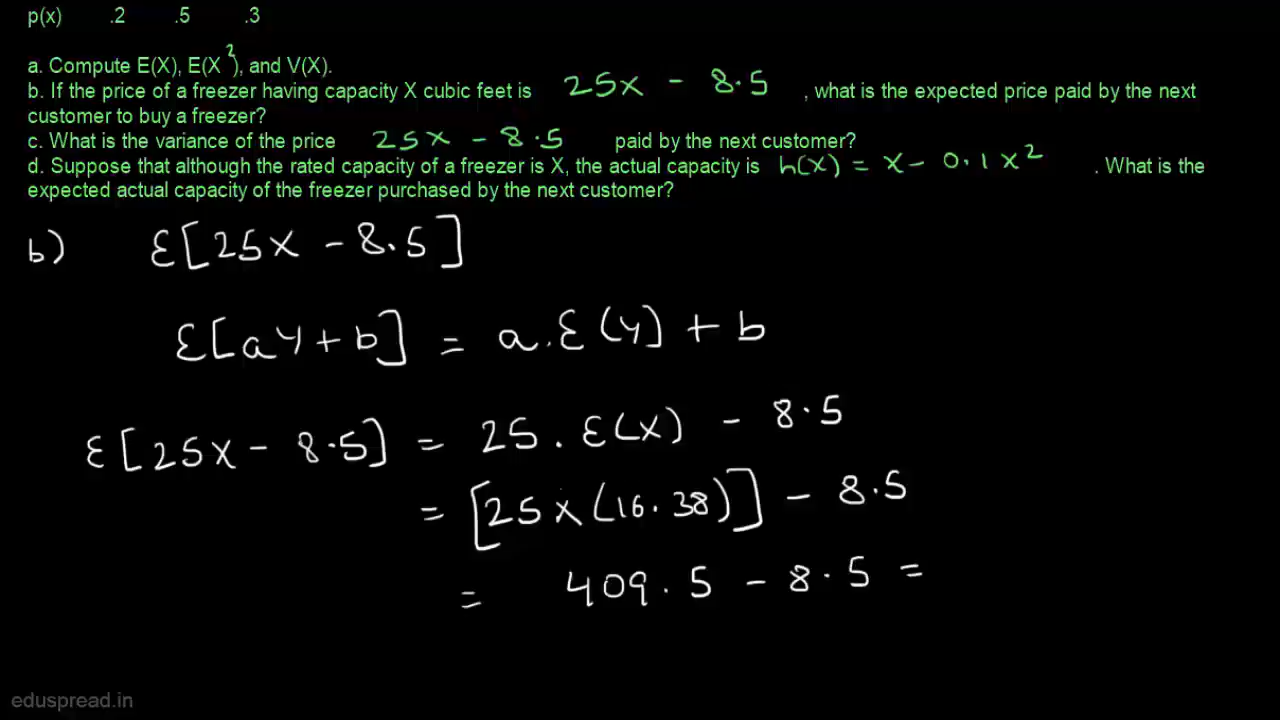 p(x) .2 .5 .3
a. Compute E(X), E(X²), and V(X).
b. If the price of a freezer having capacity X cubic feet is 25x - 8.5 , what is the expected price paid by the next
customer to buy a freezer?
c. What is the variance of the price 25x - 8.5 paid by the next customer?
d. Suppose that although the rated capacity of a freezer is X, the actual capacity is h(x) = x - 0.1x² . What is the
expected actual capacity of the freezer purchased by the next customer?
b) E[25x - 8.5]
E[aY + b] = a.E(Y) + b
E[25x - 8.5] = 25 . E(x) - 8.5
= [25 x (16.38)] - 8.5
= 409.5 - 8.5 =
eduspread.in